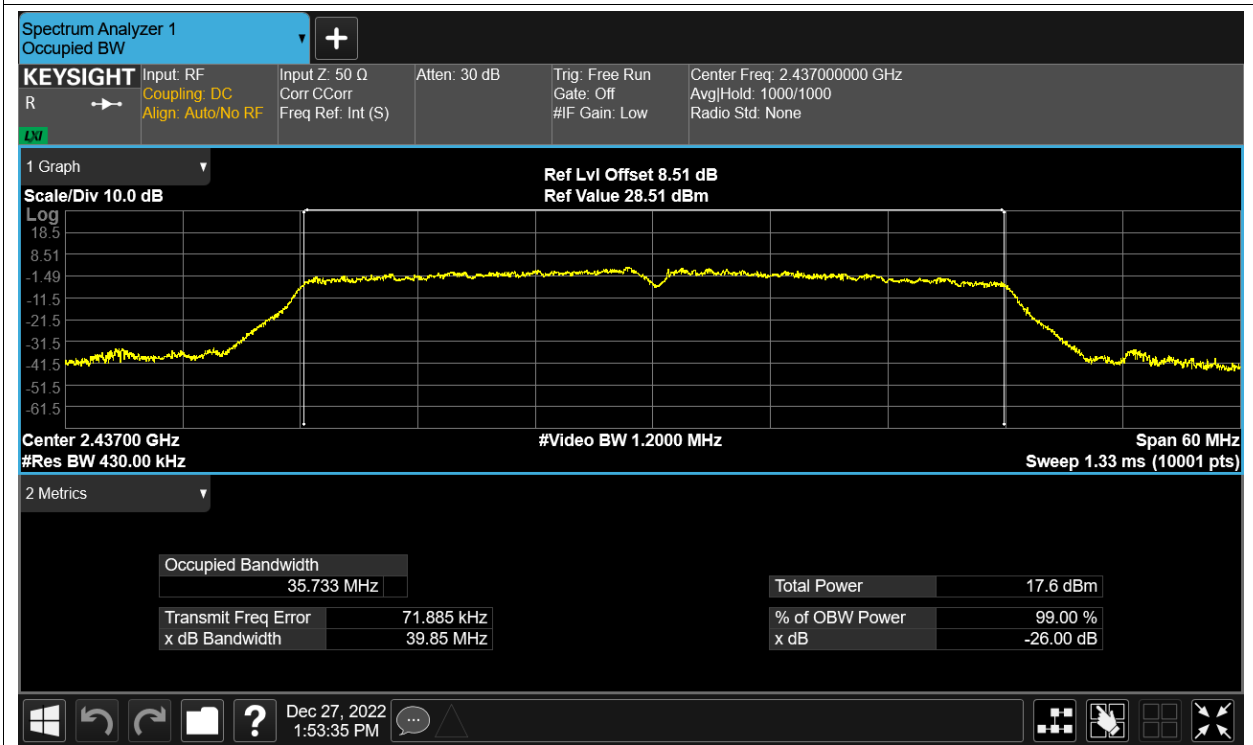 Spectrum Analyzer 1
Occupied BW
KEYSIGHT
R
LXI
Input: RF
Coupling: DC
Align: Auto/No RF
Input Z: 50 Ω
Corr CCorr
Freq Ref: Int (S)
Atten: 30 dB
Trig: Free Run
Gate: Off
#IF Gain: Low
Center Freq: 2.437000000 GHz
Avg|Hold: 1000/1000
Radio Std: None
1 Graph
Scale/Div 10.0 dB
Ref Lvl Offset 8.51 dB
Ref Value 28.51 dBm
Log
18.5
8.51
-1.49
-11.5
-21.5
-31.5
-41.5
-51.5
-61.5
Center 2.43700 GHz
#Video BW 1.2000 MHz
Span 60 MHz
#Res BW 430.00 kHz
Sweep 1.33 ms (10001 pts)
2 Metrics
Occupied Bandwidth
35.733 MHz
Total Power 17.6 dBm
Transmit Freq Error 71.885 kHz
% of OBW Power 99.00 %
x dB Bandwidth 39.85 MHz
x dB -26.00 dB
?
Dec 27, 2022
1:53:35 PM